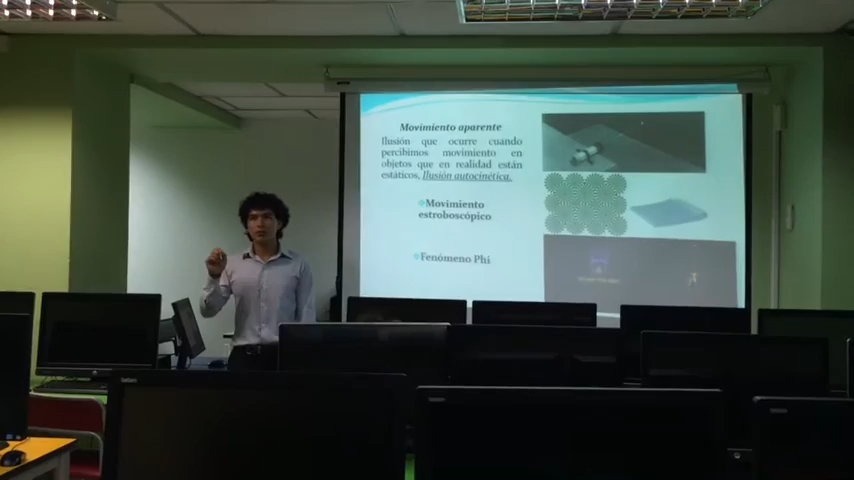 Movimiento aparente
Ilusión que ocurre cuando
percibimos movimiento en
objetos que en realidad están
estáticos, Ilusión autocinética.
Movimiento
estroboscópico
Fenómeno Phi